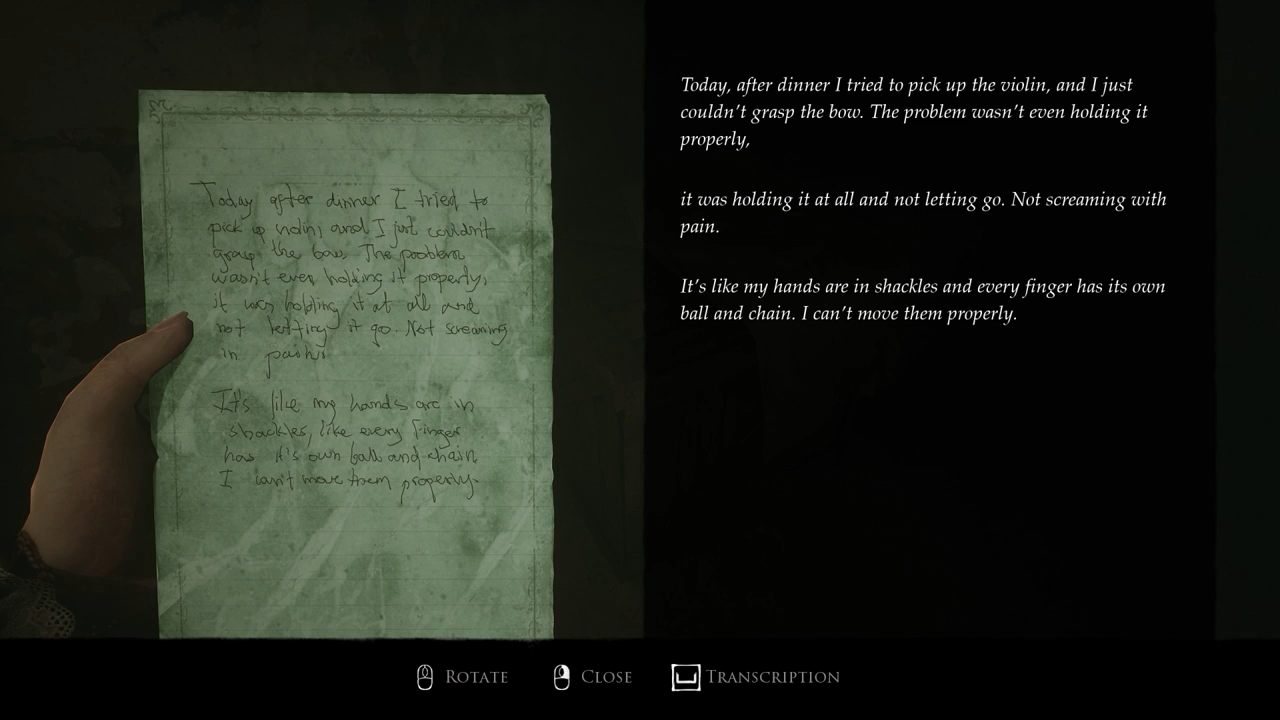 Today after dinner I tried to
pick up violin, and I just couldn't
grasp the bow. The problem
wasn't even holding it properly,
it was holding it at all and
not letting it go. Not screaming
in
It's like my hands are in
shackles, like every finger
has it's own ball and chain
I can't move them properly.
Today, after dinner I tried to pick up the violin, and I just
couldn't grasp the bow. The problem wasn't even holding it
properly,
it was holding it at all and not letting go. Not screaming with
pain.
It's like my hands are in shackles and every finger has its own
ball and chain. I can't move them properly.
Rotate
Close
Transcription